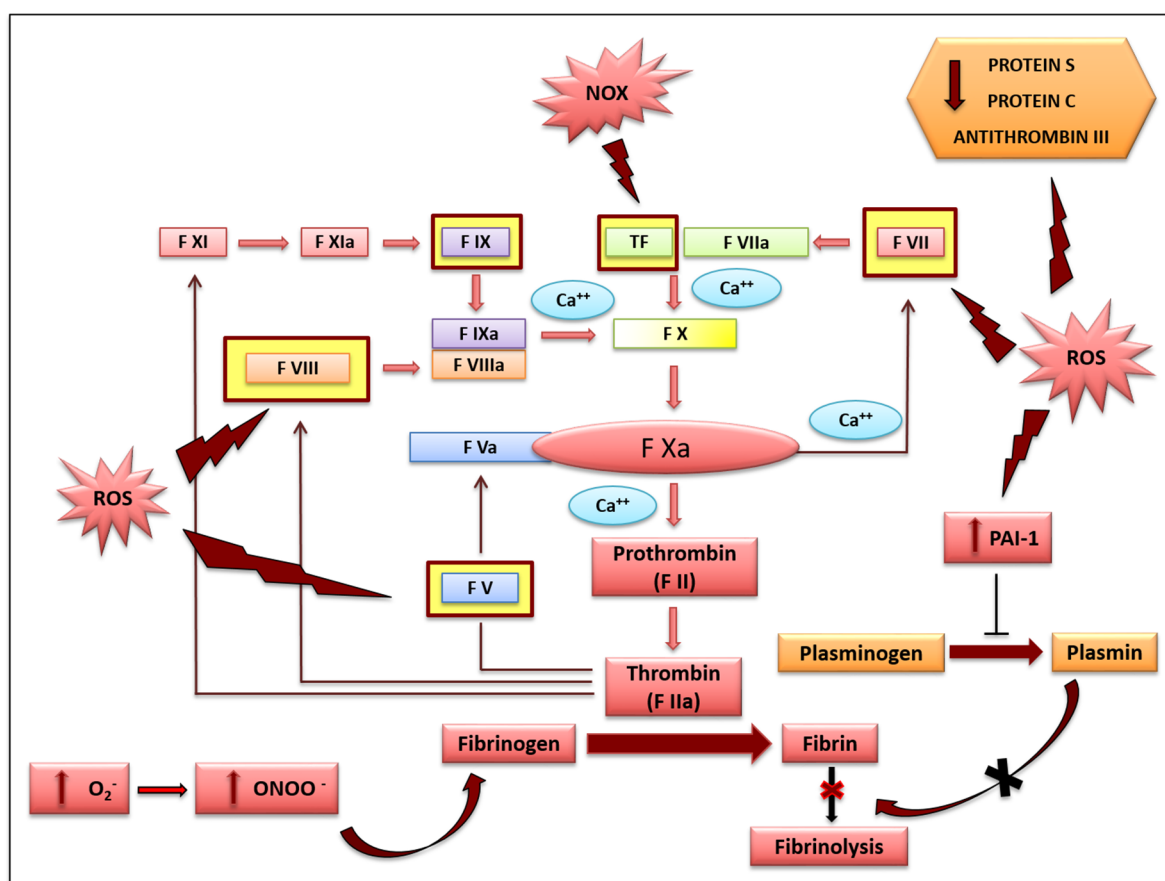 NOX
PROTEIN S
PROTEIN C
ANTITHROMBIN III
F XI
F XIa
F IX
TF
F VIIa
F VII
Ca++
Ca++
F IXa
F X
F VIII
F VIIIa
ROS
Ca++
F Va
F Xa
ROS
Ca++
PAI-1
Prothrombin
(F II)
F V
Plasminogen
Plasmin
Thrombin
(F IIa)
Fibrinogen
Fibrin
O2-
ONOO -
Fibrinolysis